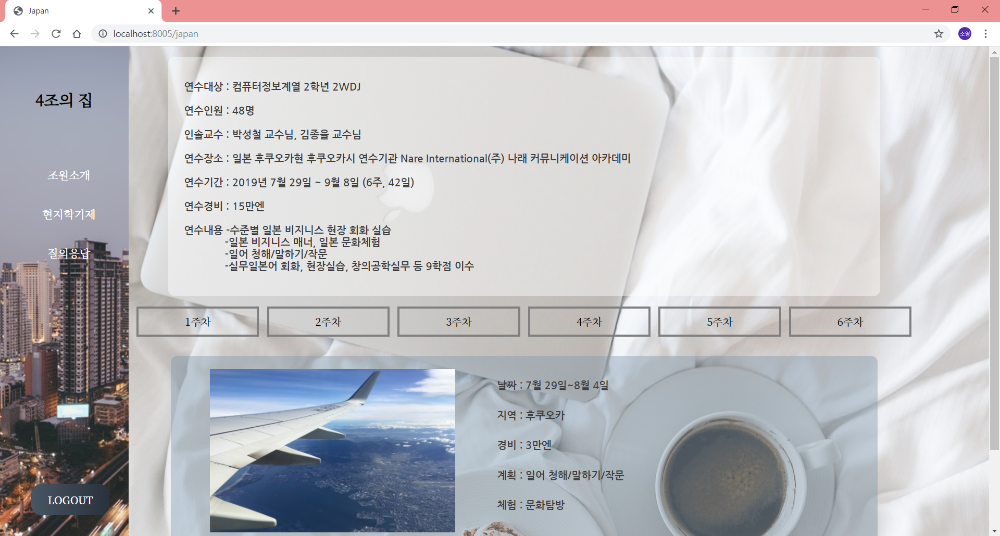 Japan
localhost:8005/japan
소영
4조의 집
조원소개
현지학기제
질의응답
LOGOUT
연수대상 : 컴퓨터정보계열 2학년 2WDJ
연수인원 : 48명
인솔교수 : 박성철 교수님, 김종율 교수님
연수장소 : 일본 후쿠오카현 후쿠오카시 연수기관 Nare International(주) 나래 커뮤니케이션 아카데미
연수기간 : 2019년 7월 29일 ~ 9월 8일 (6주, 42일)
연수경비 : 15만엔
연수내용 -수준별 일본 비지니스 현장 회화 실습
-일본 비지니스 매너, 일본 문화체험
-일어 청해/말하기/작문
-실무일본어 회화, 현장실습, 창의공학실무 등 9학점 이수
1주차 2주차 3주차 4주차 5주차 6주차
날짜 : 7월 29일~8월 4일
지역 : 후쿠오카
경비 : 3만엔
계획 : 일어 청해/말하기/작문
체험 : 문화탐방